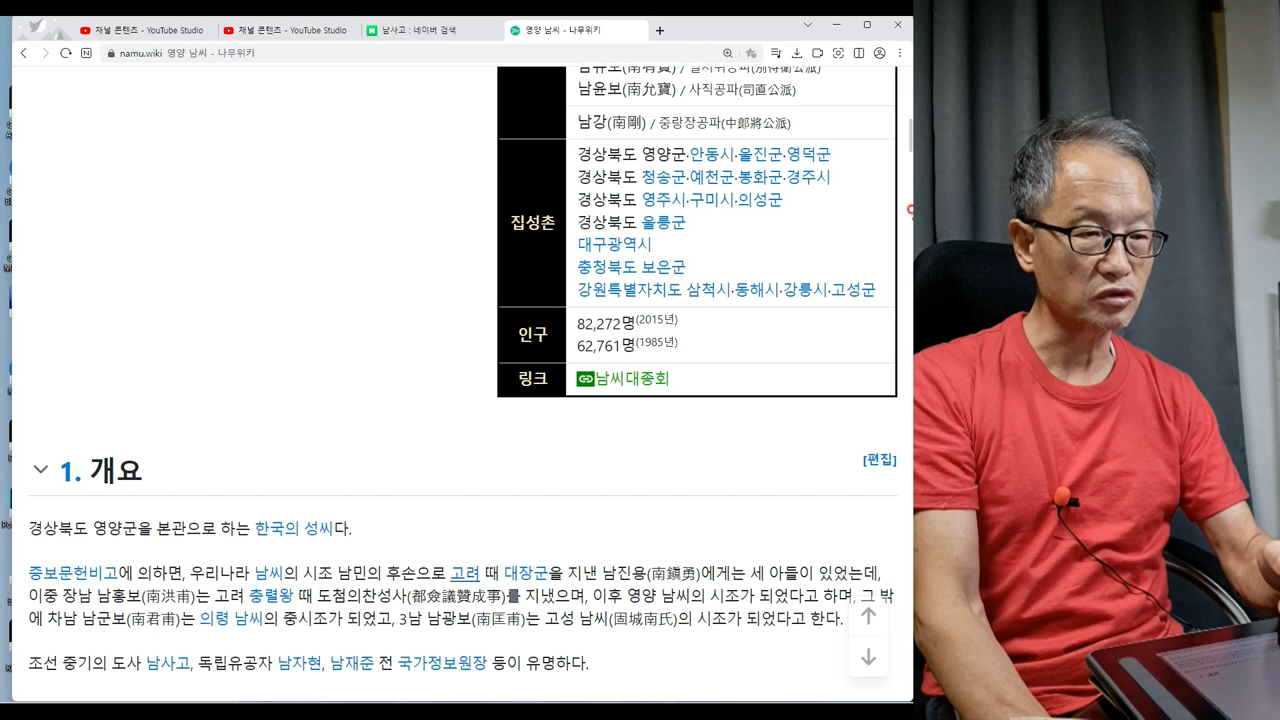 재널 콘텐츠 - YouTube Studio
재널 콘텐츠 - YouTube Studio
남사고 : 네이버 검색
영양 남씨 - 나무위키
namu.wiki 영양 남씨 - 나무위키
남윤보(南允寶) / 사직공파(司直公派)
남강(南剛) / 중랑장공파(中郞將公派)
집성촌
경상북도 영양군·안동시·울진군·영덕군
경상북도 청송군·예천군·봉화군·경주시
경상북도 영주시·구미시·의성군
경상북도 울릉군
대구광역시
충청북도 보은군
강원특별자치도 삼척시·동해시·강릉시·고성군
인구
82,272명(2015년)
62,761명(1985년)
링크
남씨대종회
1. 개요
[편집]
경상북도 영양군을 본관으로 하는 한국의 성씨다.
증보문헌비고에 의하면, 우리나라 남씨의 시조 남민의 후손으로 고려 때 대장군을 지낸 남진용(南鎭勇)에게는 세 아들이 있었는데,
이중 장남 남홍보(南洪甫)는 고려 충렬왕 때 도첨의찬성사(都僉議贊成事)를 지냈으며, 이후 영양 남씨의 시조가 되었다고 하며, 그 밖
에 차남 남군보(南君甫)는 의령 남씨의 중시조가 되었고, 3남 남광보(南匡甫)는 고성 남씨(固城南氏)의 시조가 되었다고 한다.
조선 중기의 도사 남사고, 독립유공자 남자현, 남재준 전 국가정보원장 등이 유명하다.